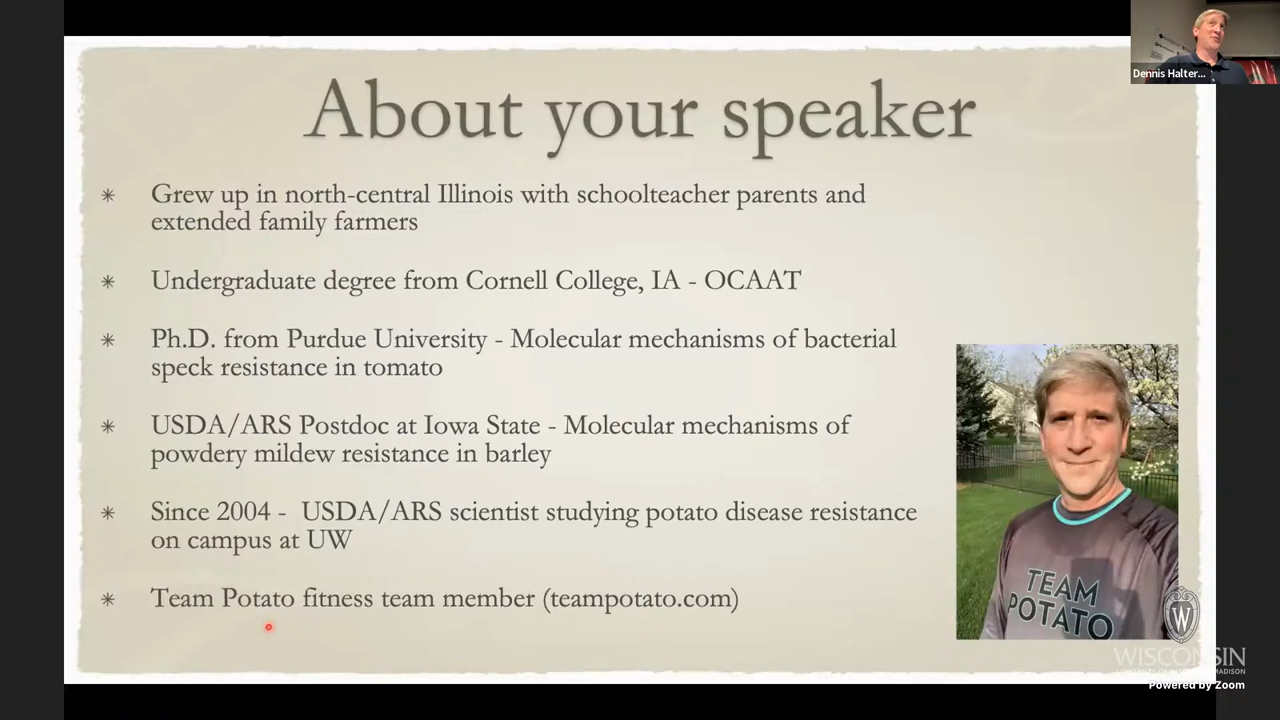 About your speaker
Dennis Halter...
Grew up in north-central Illinois with schoolteacher parents and
extended family farmers
Undergraduate degree from Cornell College, IA - OCAAT
Ph.D. from Purdue University - Molecular mechanisms of bacterial
speck resistance in tomato
USDA/ARS Postdoc at Iowa State - Molecular mechanisms of
powdery mildew resistance in barley
Since 2004 - USDA/ARS scientist studying potato disease resistance
on campus at UW
Team Potato fitness team member (teampotato.com)
TEAM
POTATO
W
WISCONSIN
MADISON
Powered by Zoom